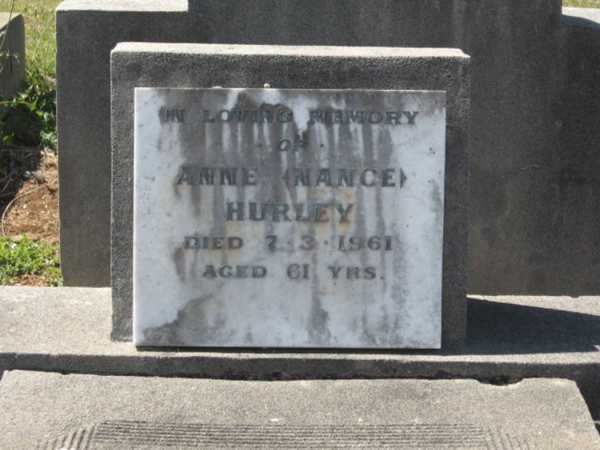 IN LOVING MEMORY
· OF ·
ANNE (NANCE)
HURLEY
DIED 7·3·1961
AGED 61 YRS.